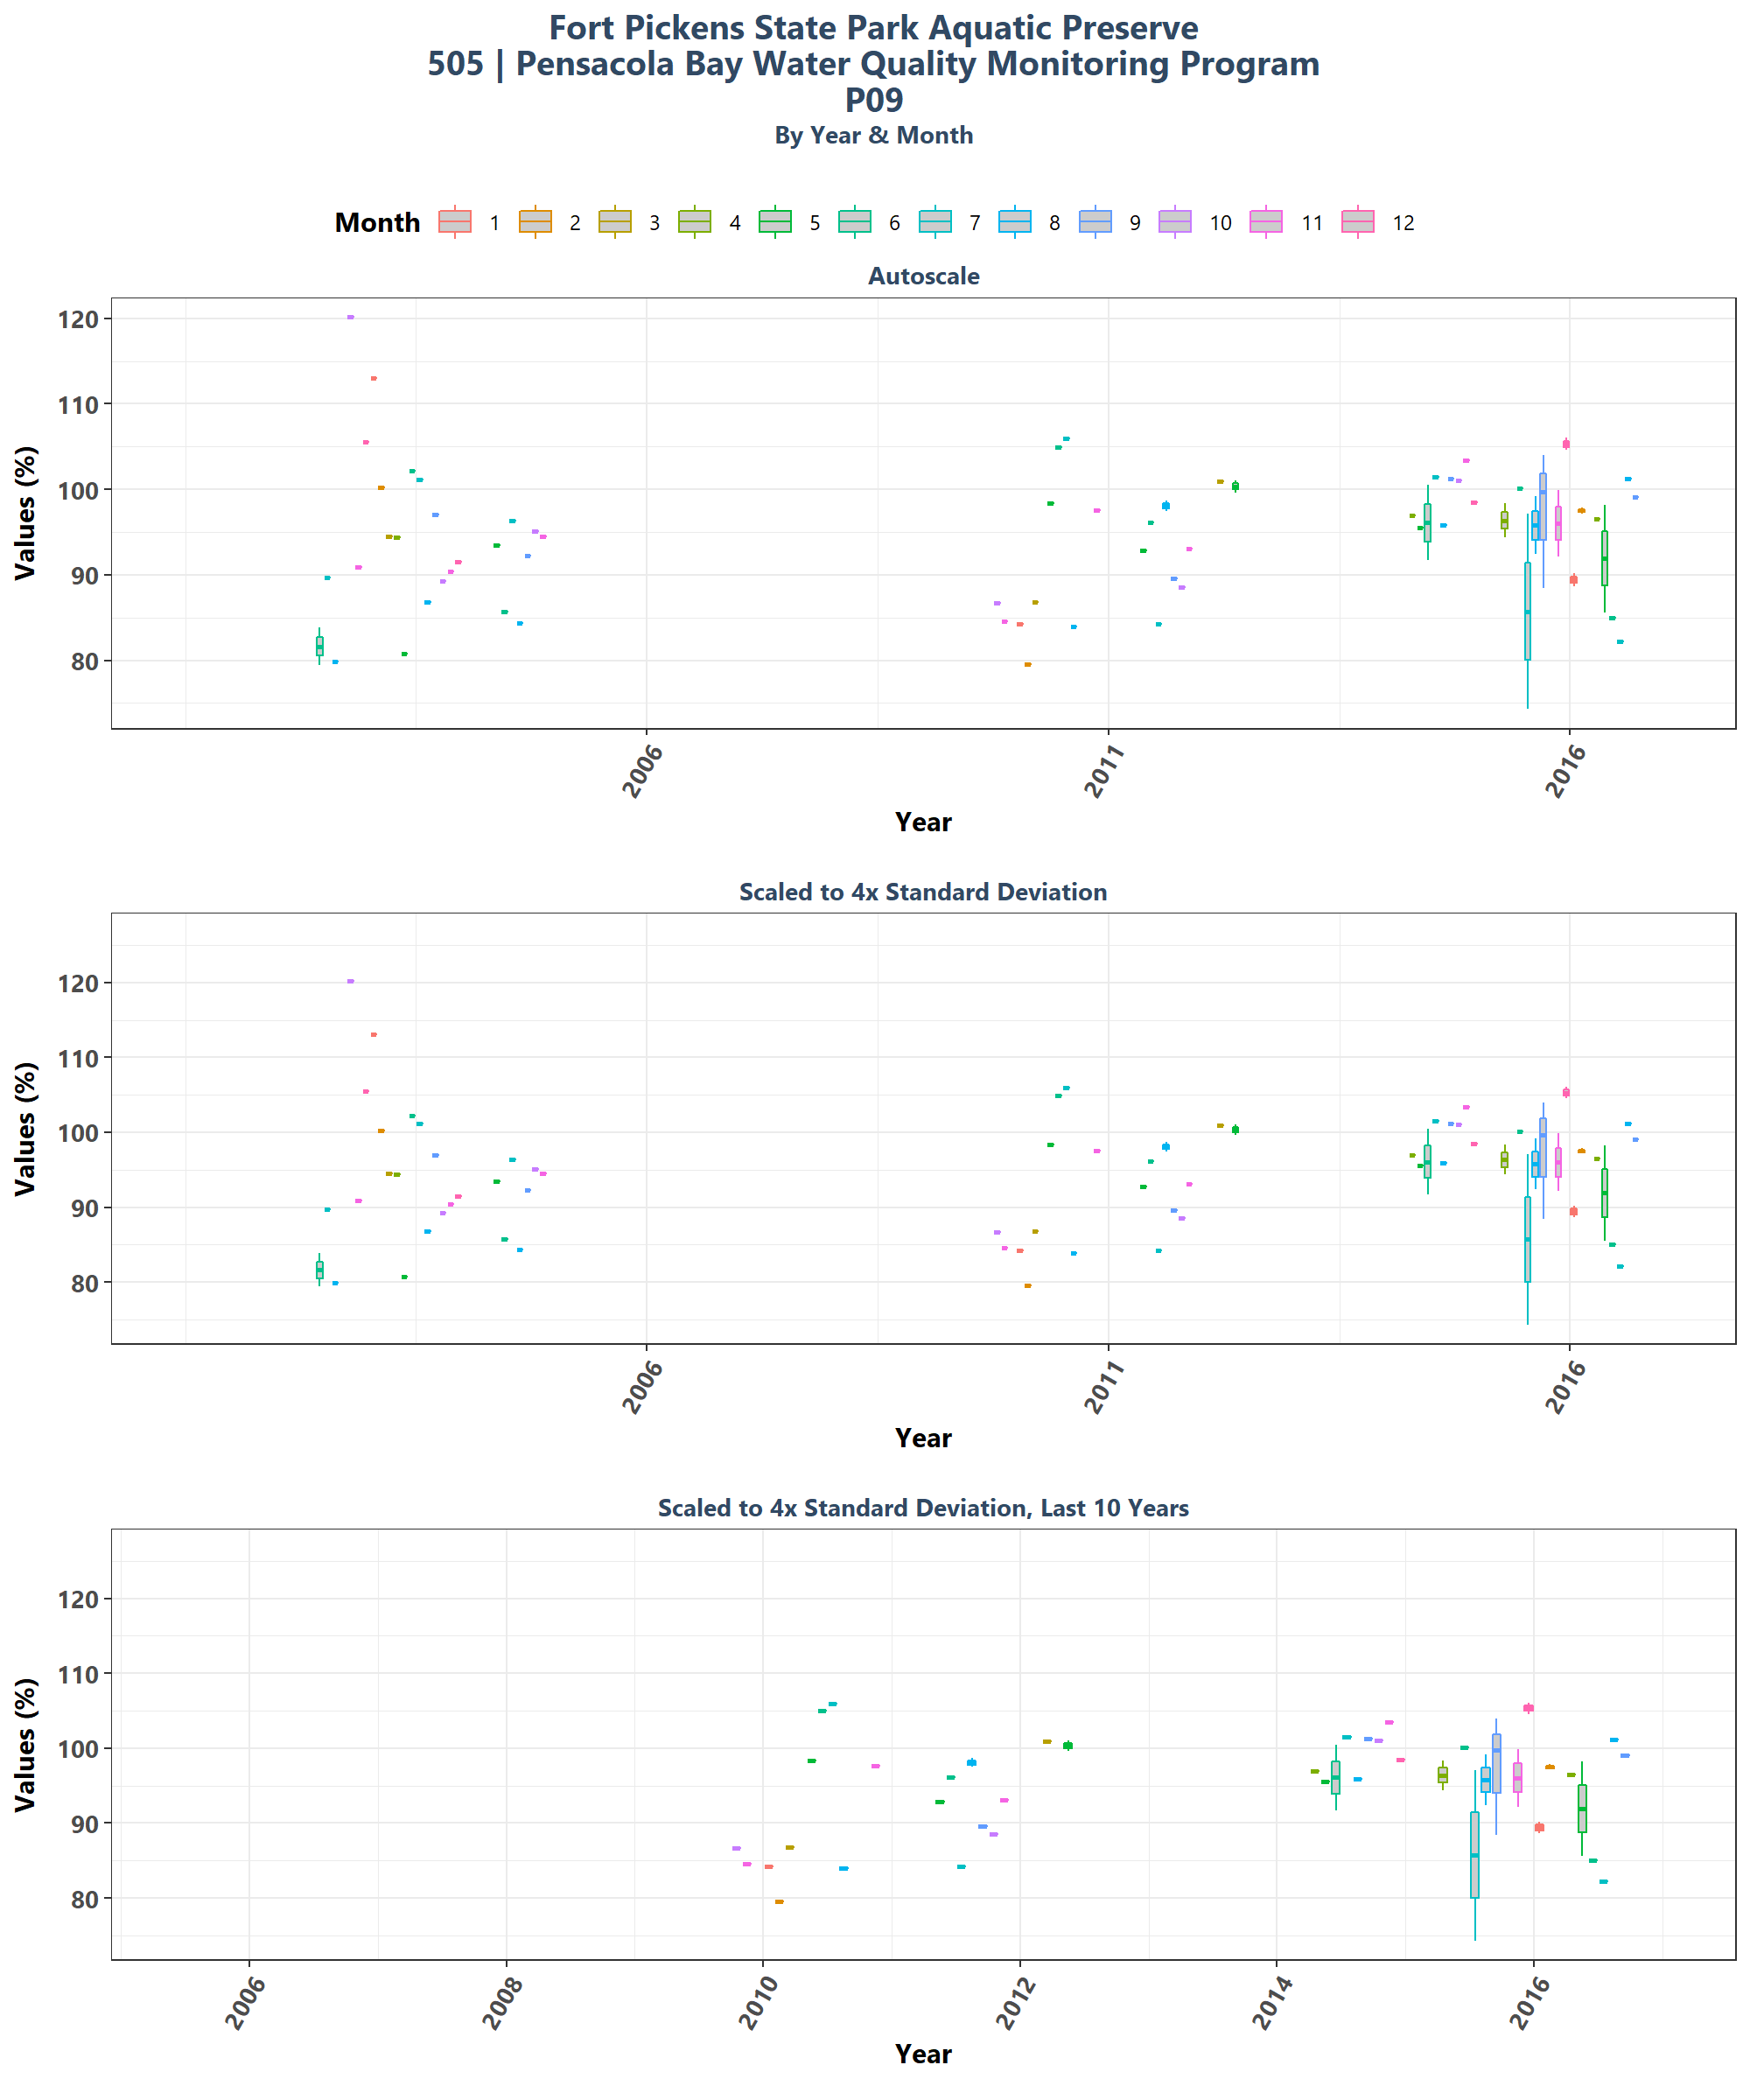 Fort Pickens State Park Aquatic Preserve
505 | Pensacola Bay Water Quality Monitoring Program
P09
By Year & Month
Month 1 2 3 4 5 6 7 8 9 10 11 12
Autoscale
Values (%)
120
110
100
90
80
2006 2011 2016
Year
Scaled to 4x Standard Deviation
Values (%)
120
110
100
90
80
2006 2011 2016
Year
Scaled to 4x Standard Deviation, Last 10 Years
Values (%)
120
110
100
90
80
2006 2008 2010 2012 2014 2016
Year